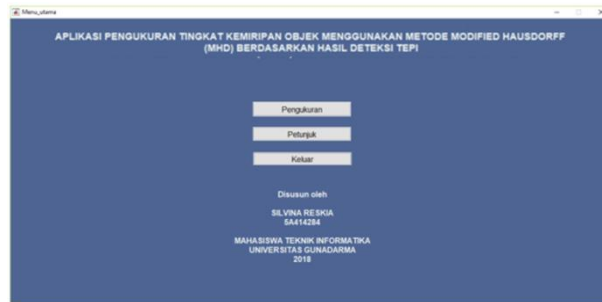 Menu_utama
APLIKASI PENGUKURAN TINGKAT KEMIRIPAN OBJEK MENGGUNAKAN METODE MODIFIED HAUSDORFF
(MHD) BERDASARKAN HASIL DETEKSI TEPI
Pengukuran
Petunjuk
Keluar
Disusun oleh
SILVINA RESKIA
5A414284
MAHASISWA TEKNIK INFORMATIKA
UNIVERSITAS GUNADARMA
2018